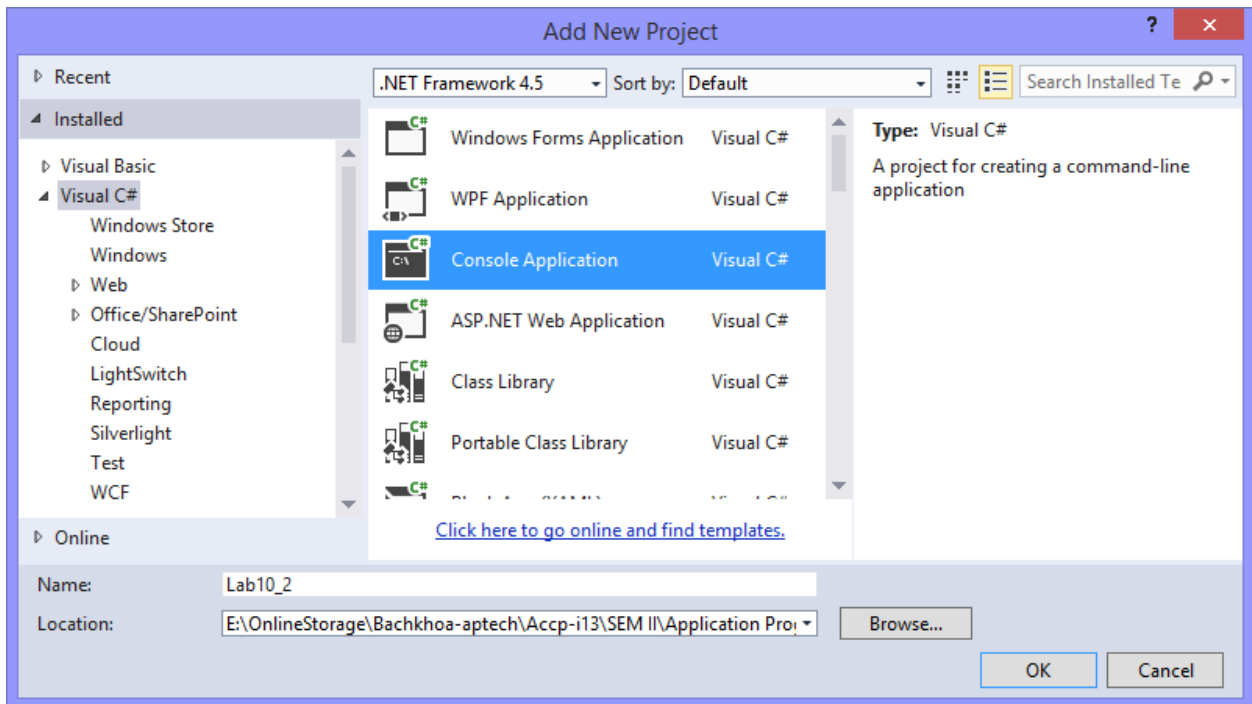 Add New Project
?
Recent
Installed
Visual Basic
Visual C#
Windows Store
Windows
Web
Office/SharePoint
Cloud
LightSwitch
Reporting
Silverlight
Test
WCF
Online
.NET Framework 4.5 Sort by: Default
Search Installed Te
Windows Forms Application Visual C#
WPF Application Visual C#
Console Application Visual C#
ASP.NET Web Application Visual C#
Class Library Visual C#
Portable Class Library Visual C#
Click here to go online and find templates.
Type: Visual C#
A project for creating a command-line
application
Name: Lab10_2
Location: E:\OnlineStorage\Bachkhoa-aptech\Accp-i13\SEM II\Application Pro
Browse...
OK Cancel